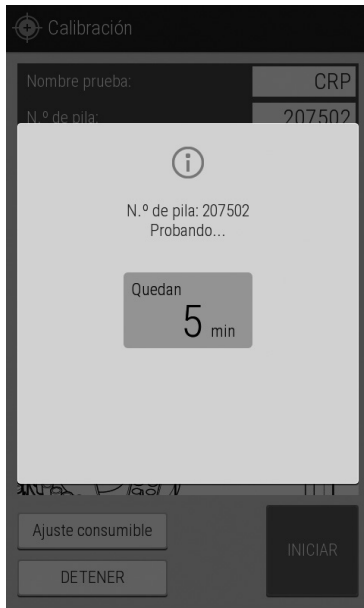 Calibración
Nombre prueba: CRP
N.º de pila: 207502
N.º de pila: 207502
Probando...
Quedan
5 min
Ajuste consumible
INICIAR
DETENER